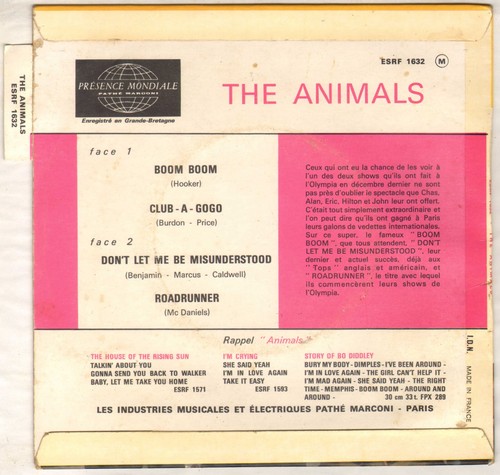 ESRF 1632 M
THE ANIMALS
ESRF 1632
PRÉSENCE MONDIALE
PATHÉ MARCONI
Enregistré en Grande-Bretagne
THE ANIMALS
face 1
BOOM BOOM
(Hooker)
CLUB-A-GOGO
(Burdon - Price)
face 2
DON'T LET ME BE MISUNDERSTOOD
(Benjamin - Marcus - Caldwell)
ROADRUNNER
(Mc Daniels)
Ceux qui ont eu la chance de les voir à
l'un des deux shows qu'ils ont fait à
l'Olympia en décembre dernier ne sont
pas près d'oublier le spectacle que Chas,
Alan, Eric, Hilton et John leur ont offert.
C'était tout simplement extraordinaire et
l'on peut dire qu'ils ont gagné à Paris
leurs galons de vedettes internationales.
Sur ce super, le fameux "BOOM
BOOM", que tous attendent, "DON'T
LET ME BE MISUNDERSTOOD", leur
dernier et actuel succès, déjà aux
"Tops" anglais et américain, et
"ROADRUNNER", le titre avec lequel
ils commencèrent leurs shows de
l'Olympia.
Rappel "Animals"
THE HOUSE OF THE RISING SUN
TALKIN' ABOUT YOU
GONNA SEND YOU BACK TO WALKER
BABY, LET ME TAKE YOU HOME
ESRF 1571
I'M CRYING
SHE SAID YEAH
I'M IN LÖVE AGAIN
TAKE IT EASY
ESRF 1593
STORY OF BO DIDDLEY
BURY MY BODY - DIMPLES - I'VE BEEN AROUND -
I'M IN LOVE AGAIN - THE GIRL CAN'T HELP IT -
I'M MAD AGAIN - SHE SAID YEAH - THE RIGHT
TIME - MEMPHIS - BOOM BOOM - AROUND AND
AROUND - 30 cm 33 t. FPX 289
LES INDUSTRIES MUSICALES ET ÉLECTRIQUES PATHÉ MARCONI - PARIS
I.D.N. MADE IN FRANCE